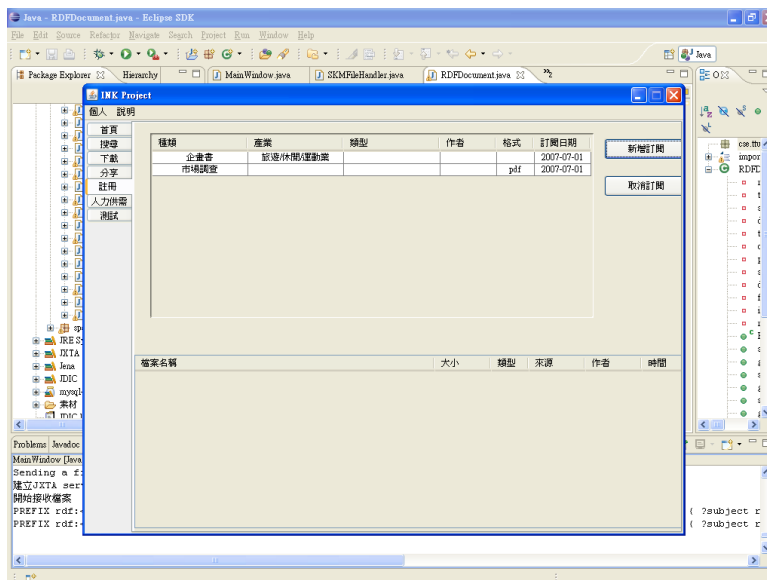 Java - RDFDocument.java - Eclipse SDK
File Edit Source Refactor Navigate Search Project Run Window Help
Java
Package Explorer Hierarchy MainWindow.java SKMFileHandler.java RDFDocument.java
INK Project
個人 說明
首頁
搜尋
下載
分享
註冊
人力供需
測試
種類 產業 類型 作者 格式 訂閱日期
企畫書 旅遊/休閒/運動業 2007-07-01
市場調查 pdf 2007-07-01
新增訂閱
取消訂閱
檔案名稱 大小 類型 來源 作者 時間
cse.ttu
impor
RDFD
JRE S
JXTA
Jena
JDIC
mysql-
素材
Problems Javadoc
MainWindow [Java
Sending a f
建立JXTA ser
開始接收檔案
PREFIX rdf: ( ?subject r
PREFIX rdf: ( ?subject r